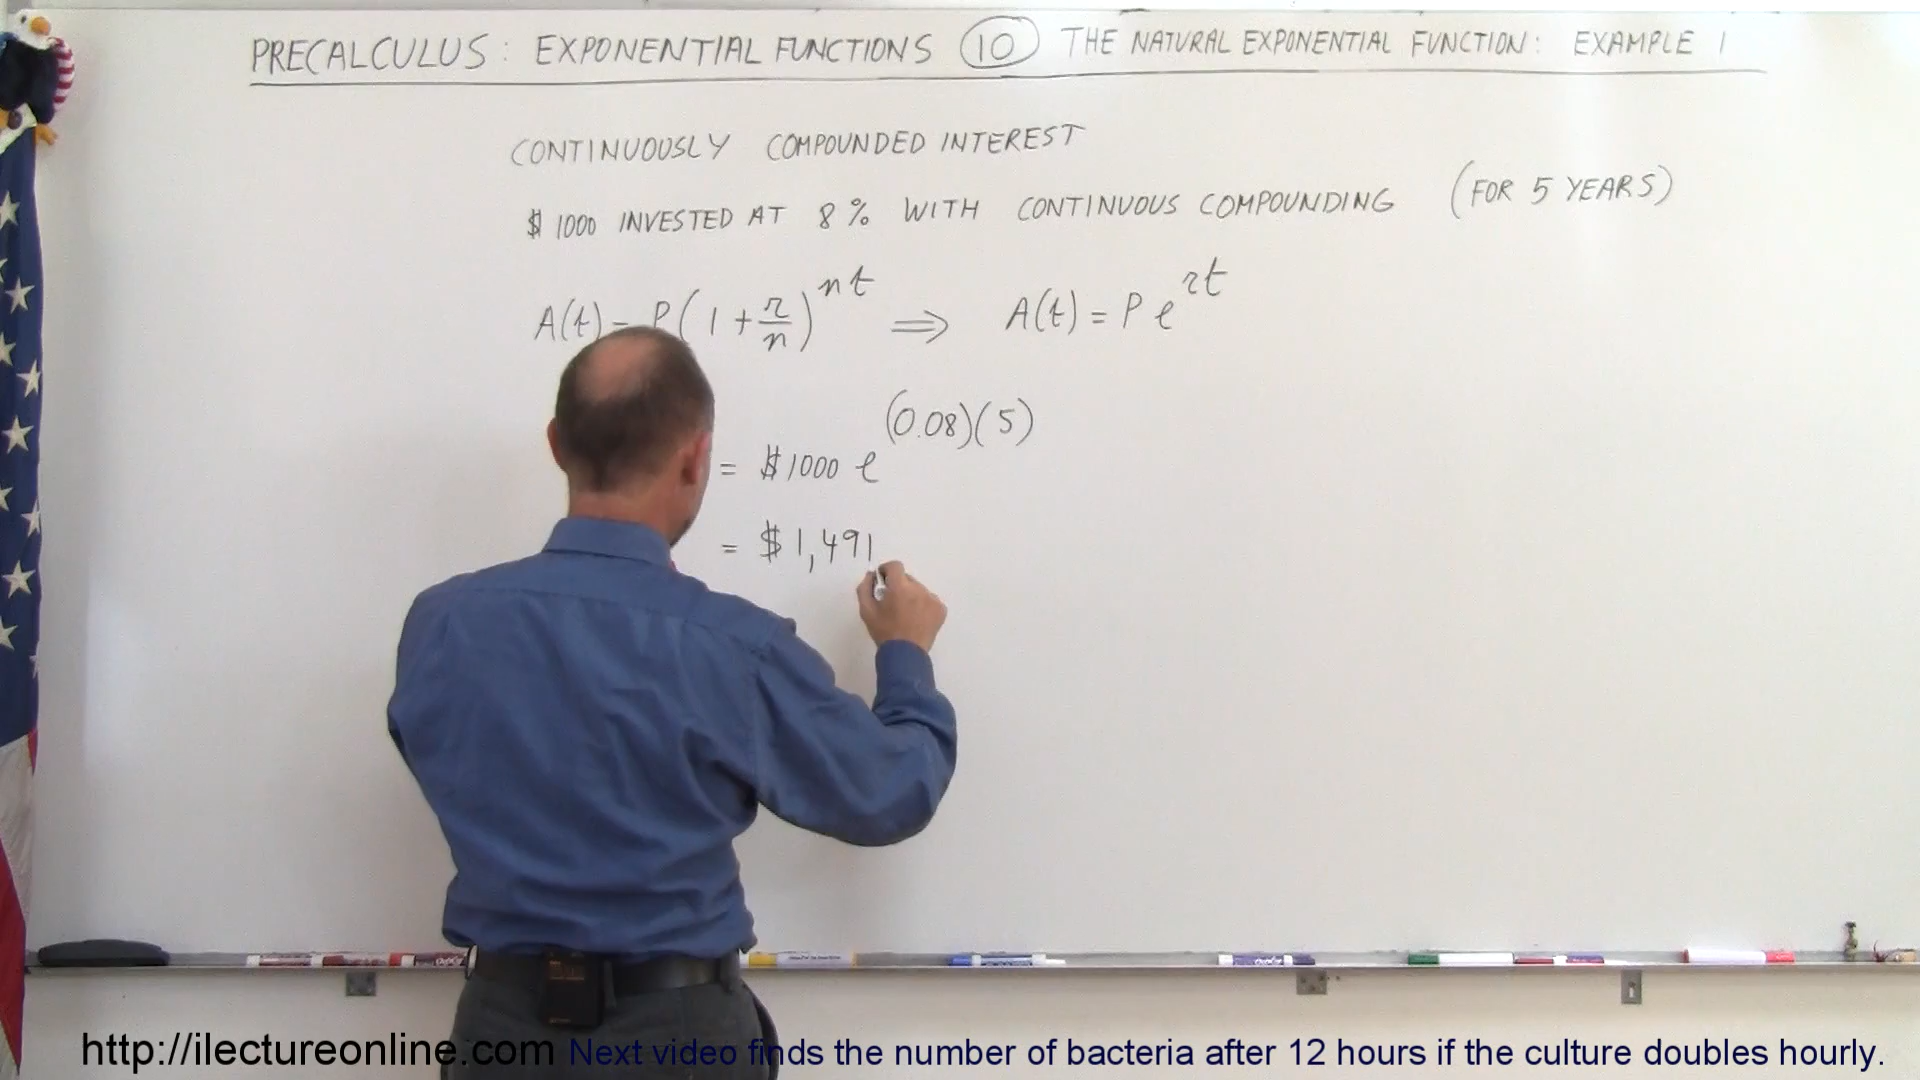 PRECALCULUS: EXPONENTIAL FUNCTIONS 10 THE NATURAL EXPONENTIAL FUNCTION: EXAMPLE 1
CONTINUOUSLY COMPOUNDED INTEREST
$1000 INVESTED AT 8% WITH CONTINUOUS COMPOUNDING (FOR 5 YEARS)
A(t) = P(1 + r/n)^nt ⟹ A(t) = P e^rt
= $1000 e^(0.08)(5)
= $1,491
http://ilectureonline.com Next video finds the number of bacteria after 12 hours if the culture doubles hourly.